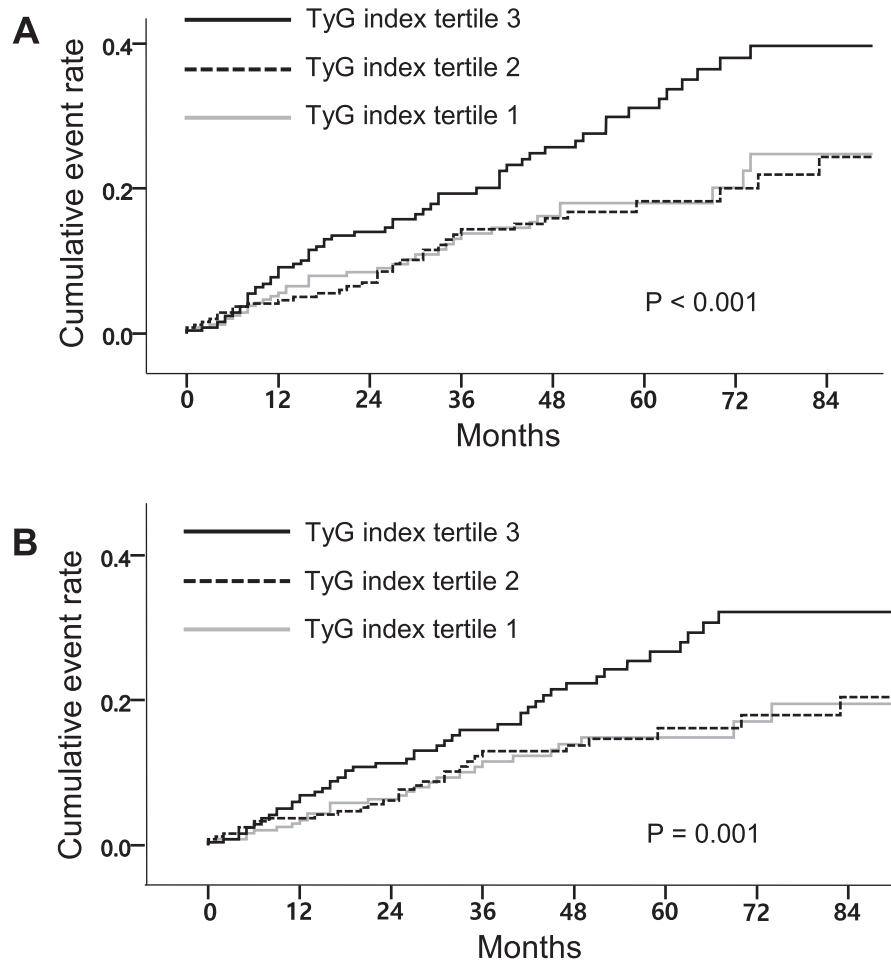 A
TyG index tertile 3
TyG index tertile 2
TyG index tertile 1
Cumulative event rate
0.4
0.2
0.0
P < 0.001
0 12 24 36 48 60 72 84
Months
B
TyG index tertile 3
TyG index tertile 2
TyG index tertile 1
Cumulative event rate
0.4
0.2
0.0
P = 0.001
0 12 24 36 48 60 72 84
Months